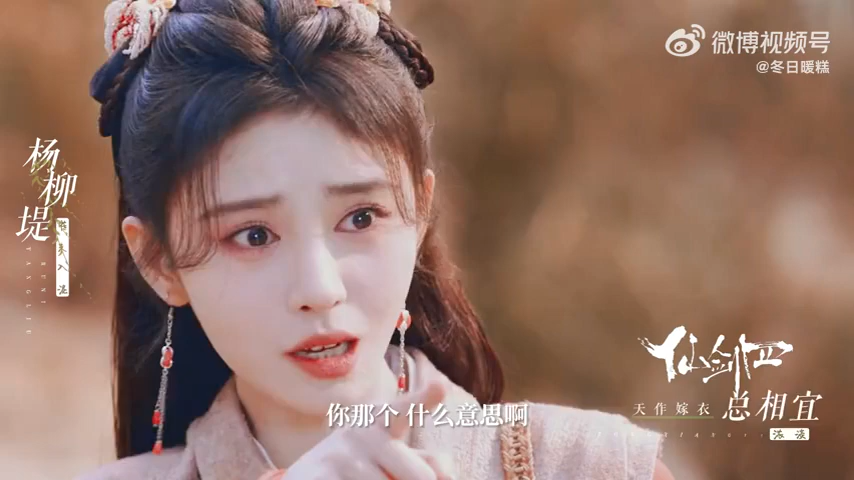 微博视频号
@冬日暖糕
杨柳堤
仙剑四
天作嫁衣 总相宜
你那个 什么意思啊